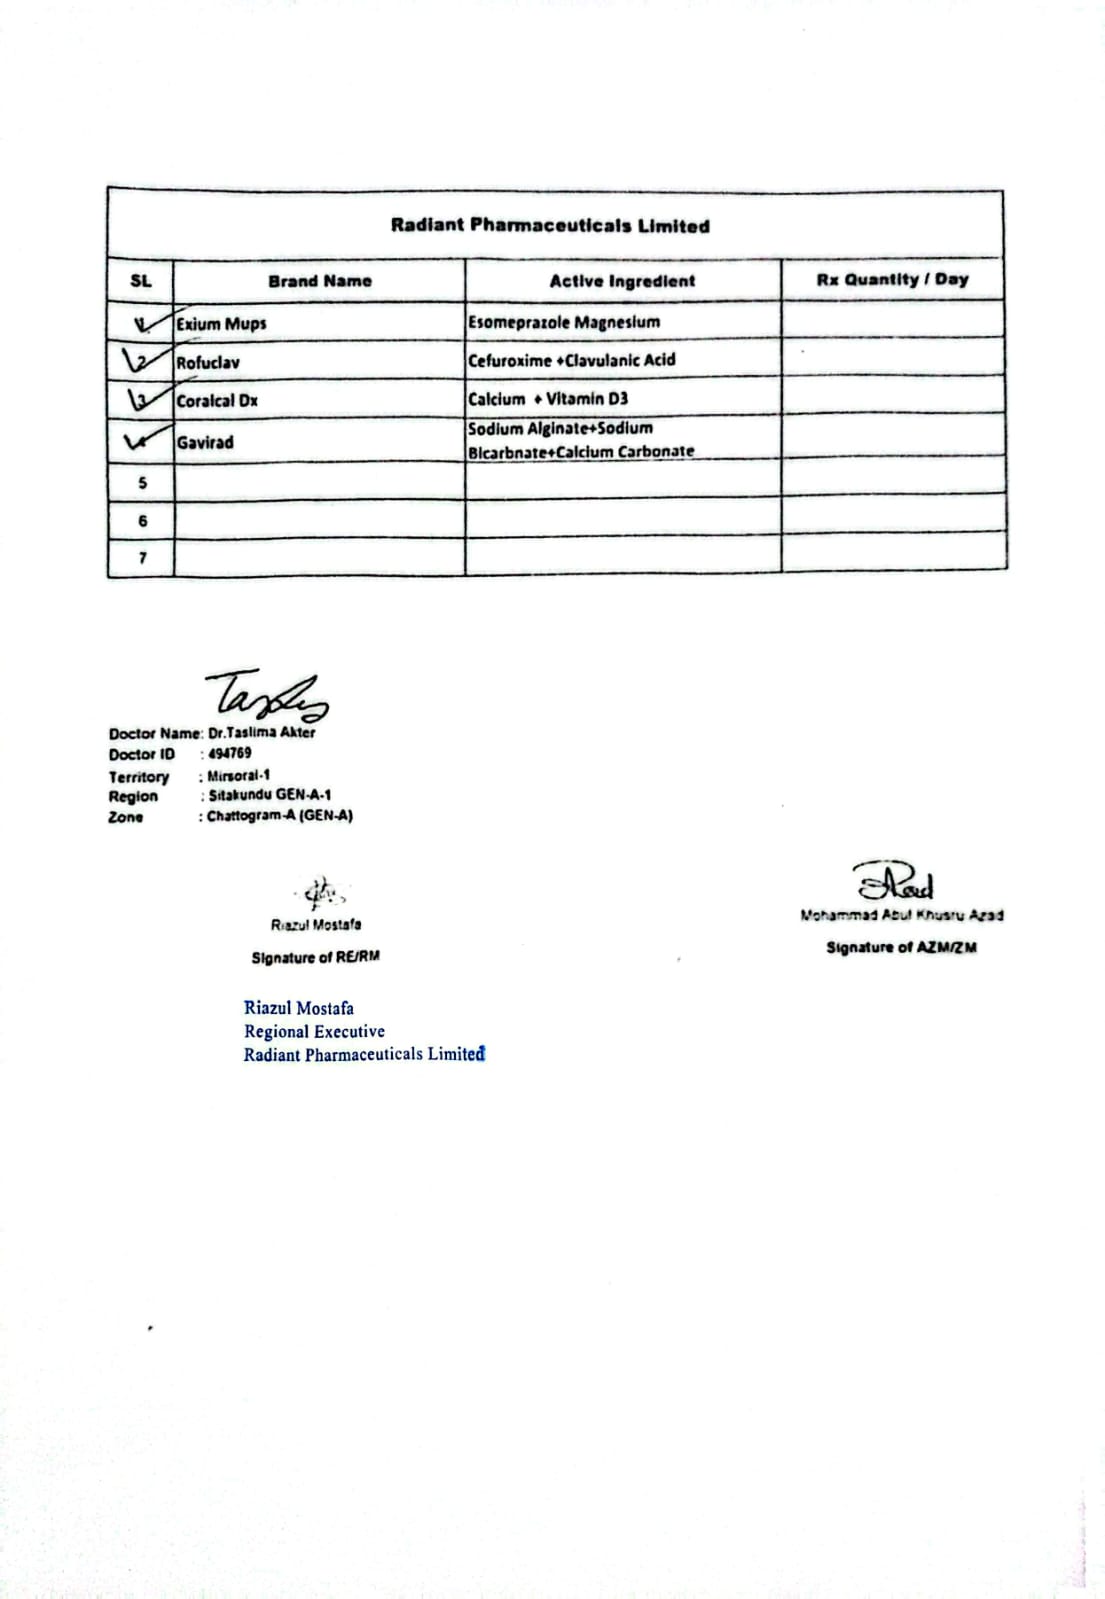 Radiant Pharmaceuticals Limited
SL Brand Name Active Ingredient Rx Quantity / Day
1. Exium Mups Esomeprazole Magnesium
2 Rofuclav Cefuroxime +Clavulanic Acid
3 Coralcal Dx Calcium + Vitamin D3
4 Gavirad Sodium Alginate+Sodium
Bicarbnate+Calcium Carbonate
5
6
7
Doctor Name: Dr.Taslima Akter
Doctor ID : 494769
Territory : Mirsorai-1
Region : Sitakundu GEN-A-1
Zone : Chattogram-A (GEN-A)
Riazul Mostafa
Signature of RE/RM
Azad
Mohammad Abul Khusru Azad
Signature of AZM/ZM
Riazul Mostafa
Regional Executive
Radiant Pharmaceuticals Limited